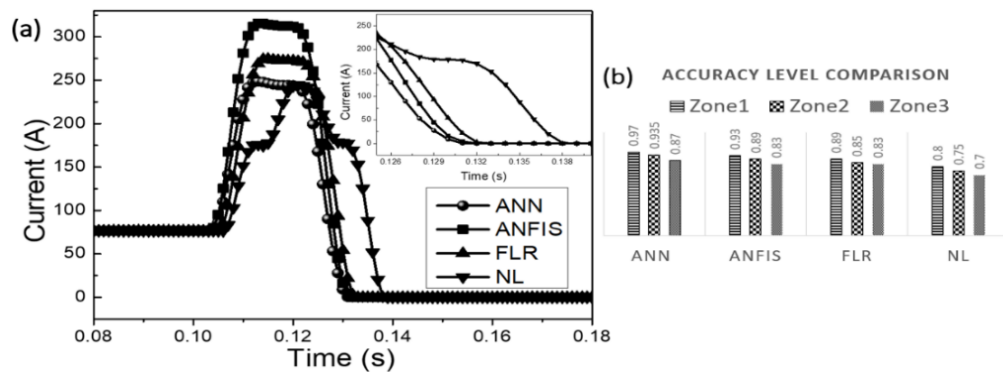 (a)
Current (A)
300
250
200
150
100
50
0
0.08 0.10 0.12 0.14 0.16 0.18
Time (s)
Current (A)
250
200
150
100
50
0
0.126 0.129 0.132 0.135 0.138
Time (s)
ANN
ANFIS
FLR
NL
(b)
ACCURACY LEVEL COMPARISON
Zone1 Zone2 Zone3
0.97 0.935 0.87 0.93 0.89 0.83 0.89 0.85 0.83 0.8 0.75 0.7
ANN ANFIS FLR NL